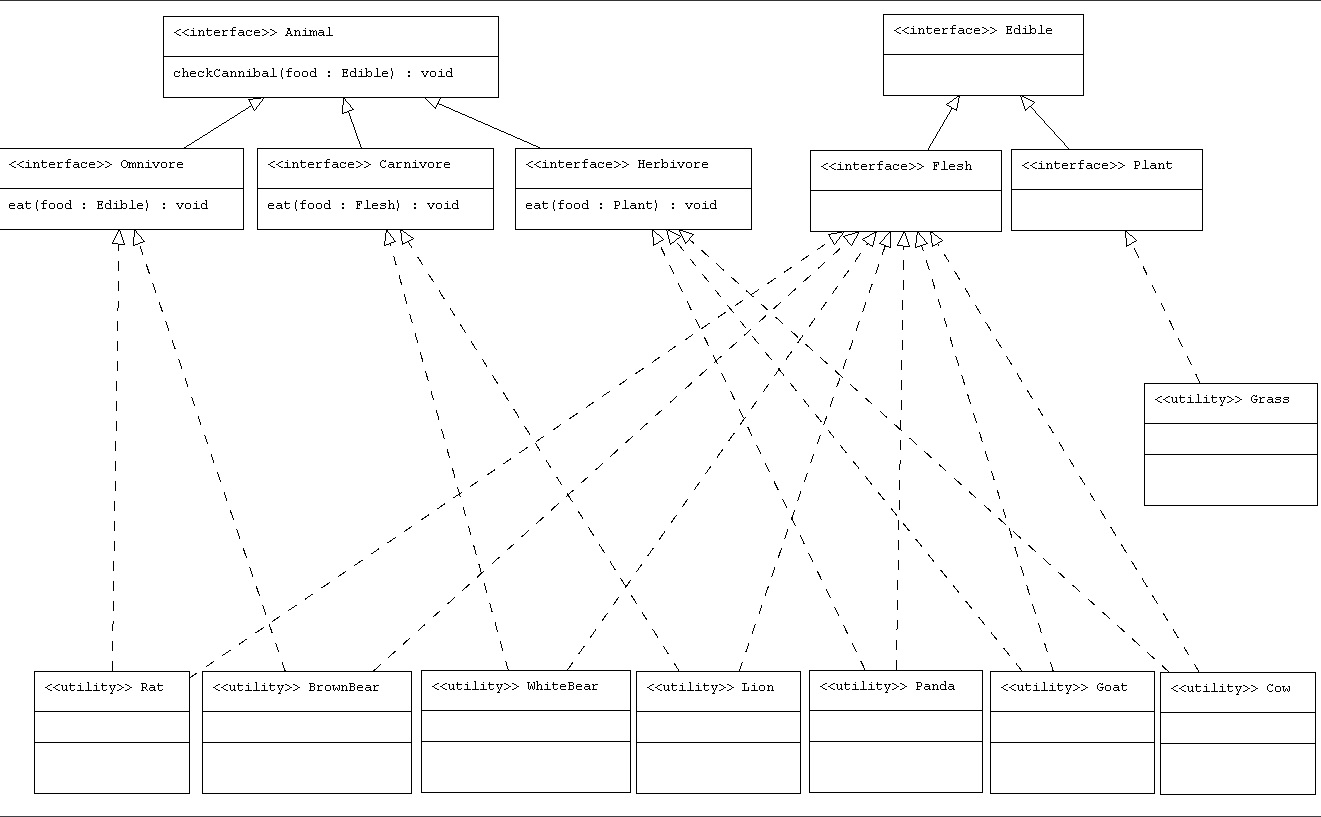 <<interface>> Animal
checkCannibal(food : Edible) : void
<<interface>> Edible
<<interface>> Omnivore
eat(food : Edible) : void
<<interface>> Carnivore
eat(food : Flesh) : void
<<interface>> Herbivore
eat(food : Plant) : void
<<interface>> Flesh
<<interface>> Plant
<<utility>> Grass
<<utility>> Rat
<<utility>> BrownBear
<<utility>> WhiteBear
<<utility>> Lion
<<utility>> Panda
<<utility>> Goat
<<utility>> Cow